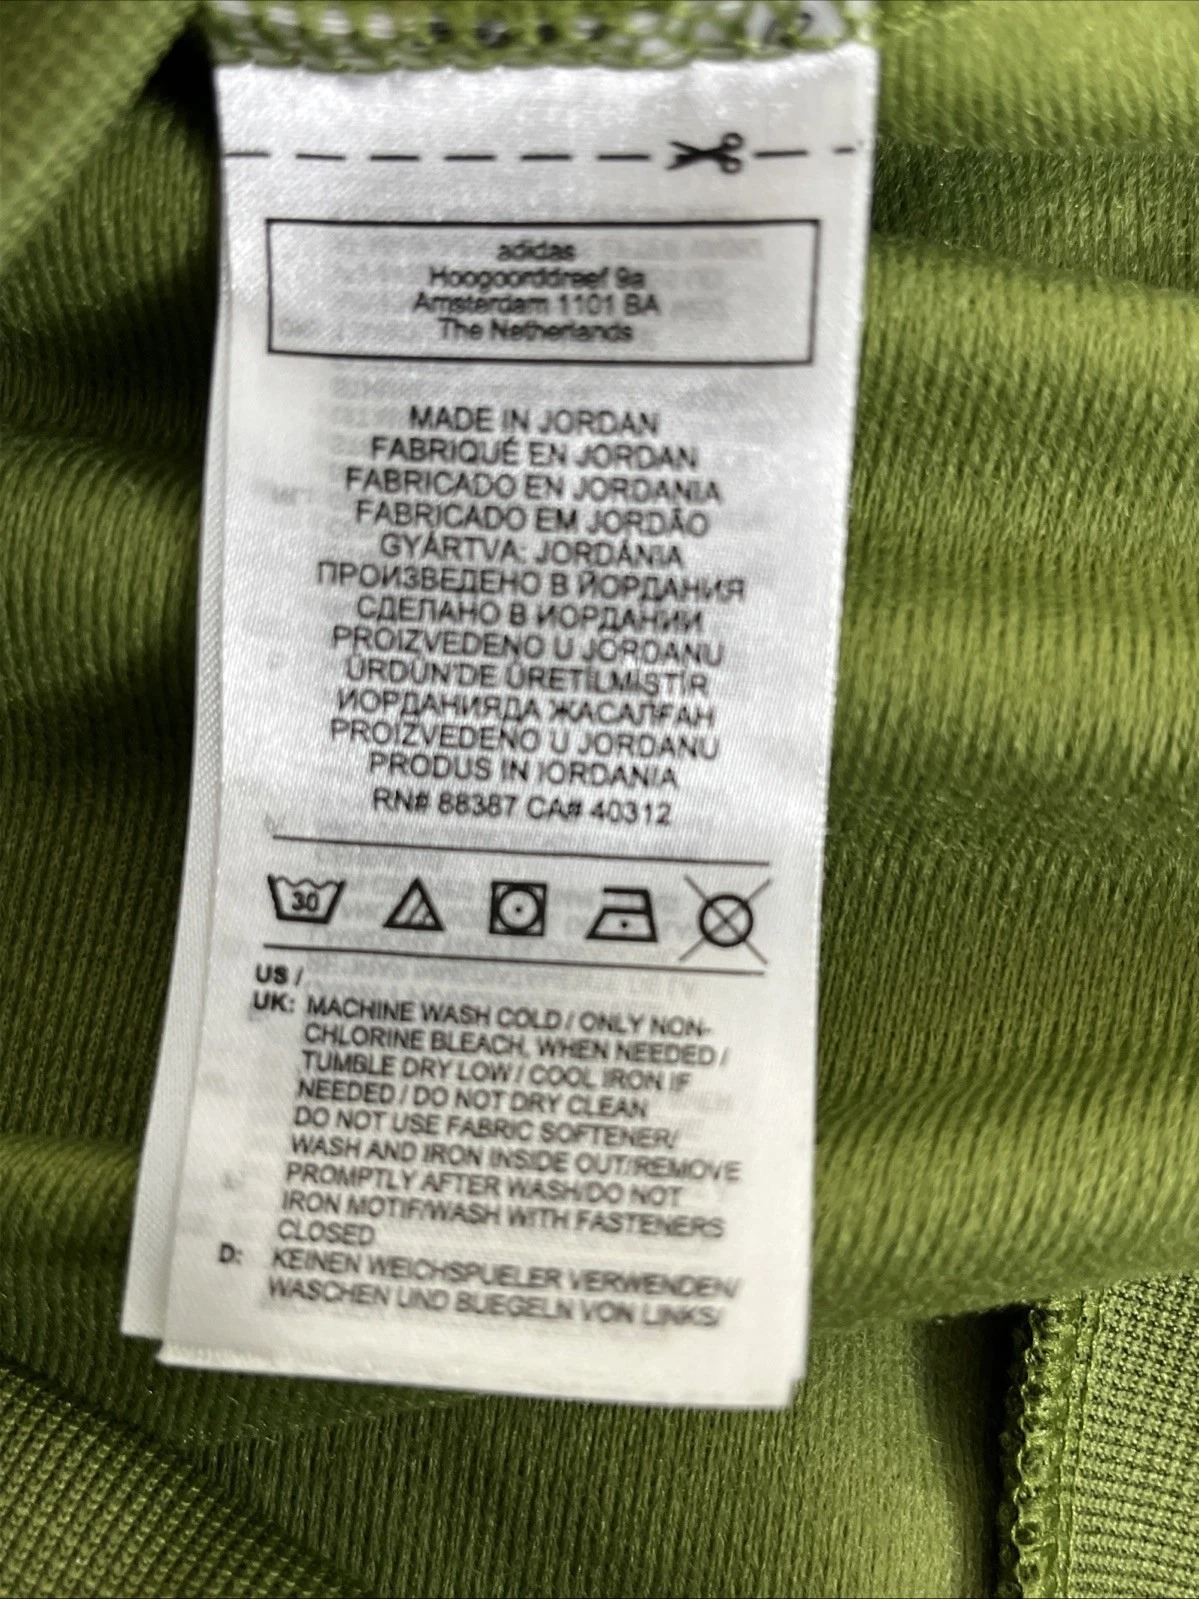 adidas
Hoogoorddreef 9a
Amsterdam 1101 BA
The Netherlands
MADE IN JORDAN
FABRIQUÉ EN JORDAN
FABRICADO EN JORDANIA
FABRICADO EM JORDÃO
GYÁRTVA: JORDÁNIA
ПРОИЗВЕДЕНО В ЙОРДАНИЯ
СДЕЛАНО В ИОРДАНИИ
PROIZVEDENO U JORDANU
ÜRDÜN'DE ÜRETİLMİŞTİR
ИОРДАНИЯДА ЖАСАЛҒАН
PROIZVEDENO U JORDANU
PRODUS IN IORDANIA
RN# 88387 CA# 40312
30
US /
UK: MACHINE WASH COLD / ONLY NON-
CHLORINE BLEACH, WHEN NEEDED /
TUMBLE DRY LOW / COOL IRON IF
NEEDED / DO NOT DRY CLEAN
DO NOT USE FABRIC SOFTENER/
WASH AND IRON INSIDE OUT/REMOVE
PROMPTLY AFTER WASH/DO NOT
IRON MOTIF/WASH WITH FASTENERS
CLOSED
D: KEINEN WEICHSPUELER VERWENDEN/
WASCHEN UND BUEGELN VON LINKS/